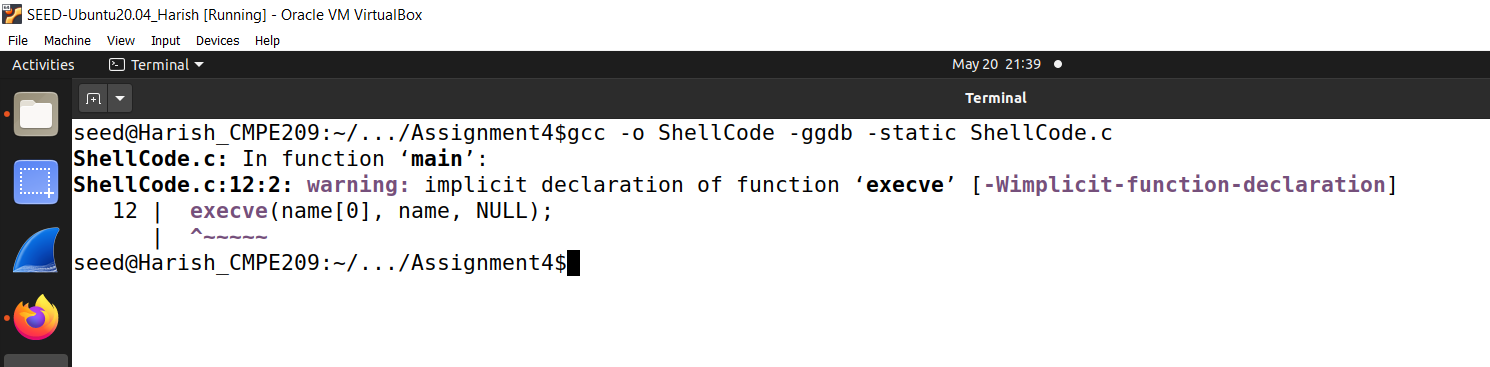 SEED-Ubuntu20.04_Harish [Running] - Oracle VM VirtualBox
File Machine View Input Devices Help
Activities Terminal May 20 21:39
Terminal
seed@Harish_CMPE209:~/.../Assignment4$gcc -o ShellCode -ggdb -static ShellCode.c
ShellCode.c: In function ‘main’:
ShellCode.c:12:2: warning: implicit declaration of function ‘execve’ [-Wimplicit-function-declaration]
12 | execve(name[0], name, NULL);
| ^~~~~~
seed@Harish_CMPE209:~/.../Assignment4$